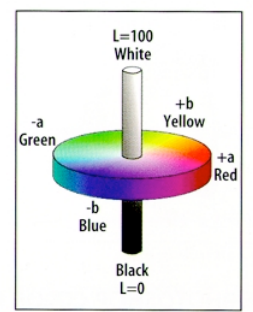 L=100
White
+b
Yellow
-a
Green
+a
Red
-b
Blue
Black
L=0